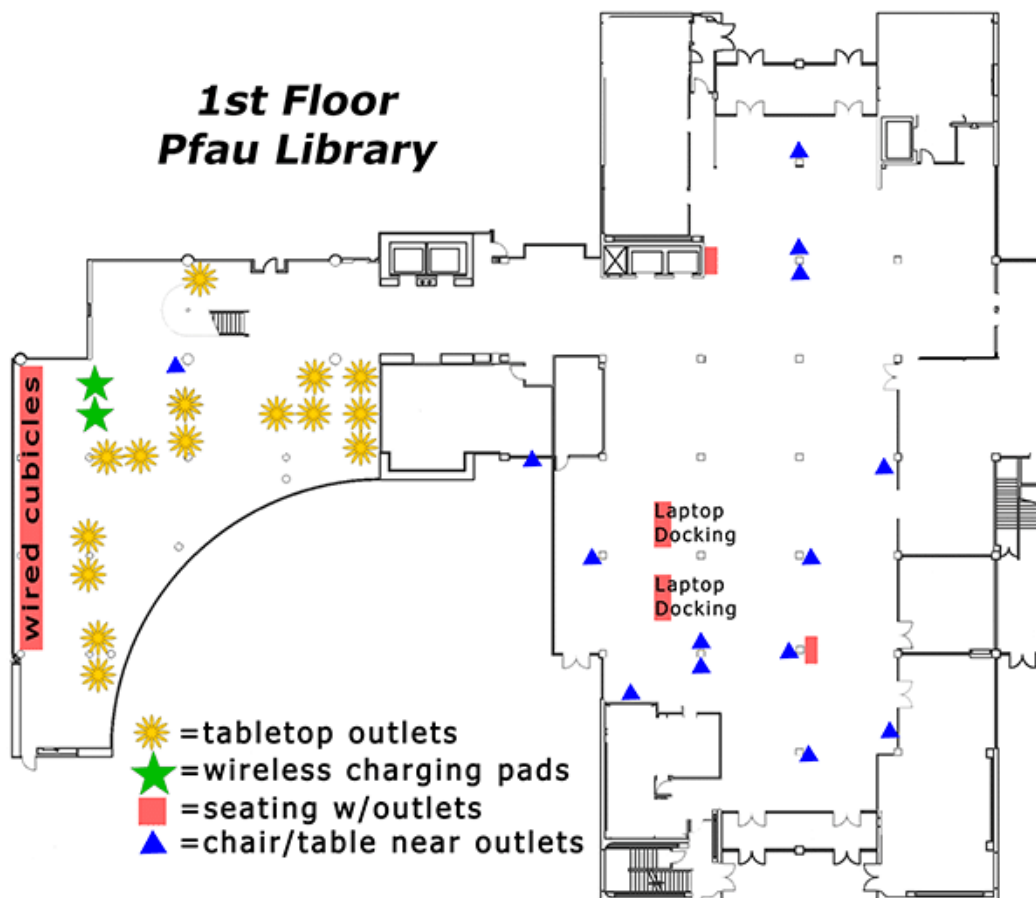 1st Floor
Pfau Library
wired cubicles
Laptop
Docking
Laptop
Docking
=tabletop outlets
=wireless charging pads
=seating w/outlets
=chair/table near outlets